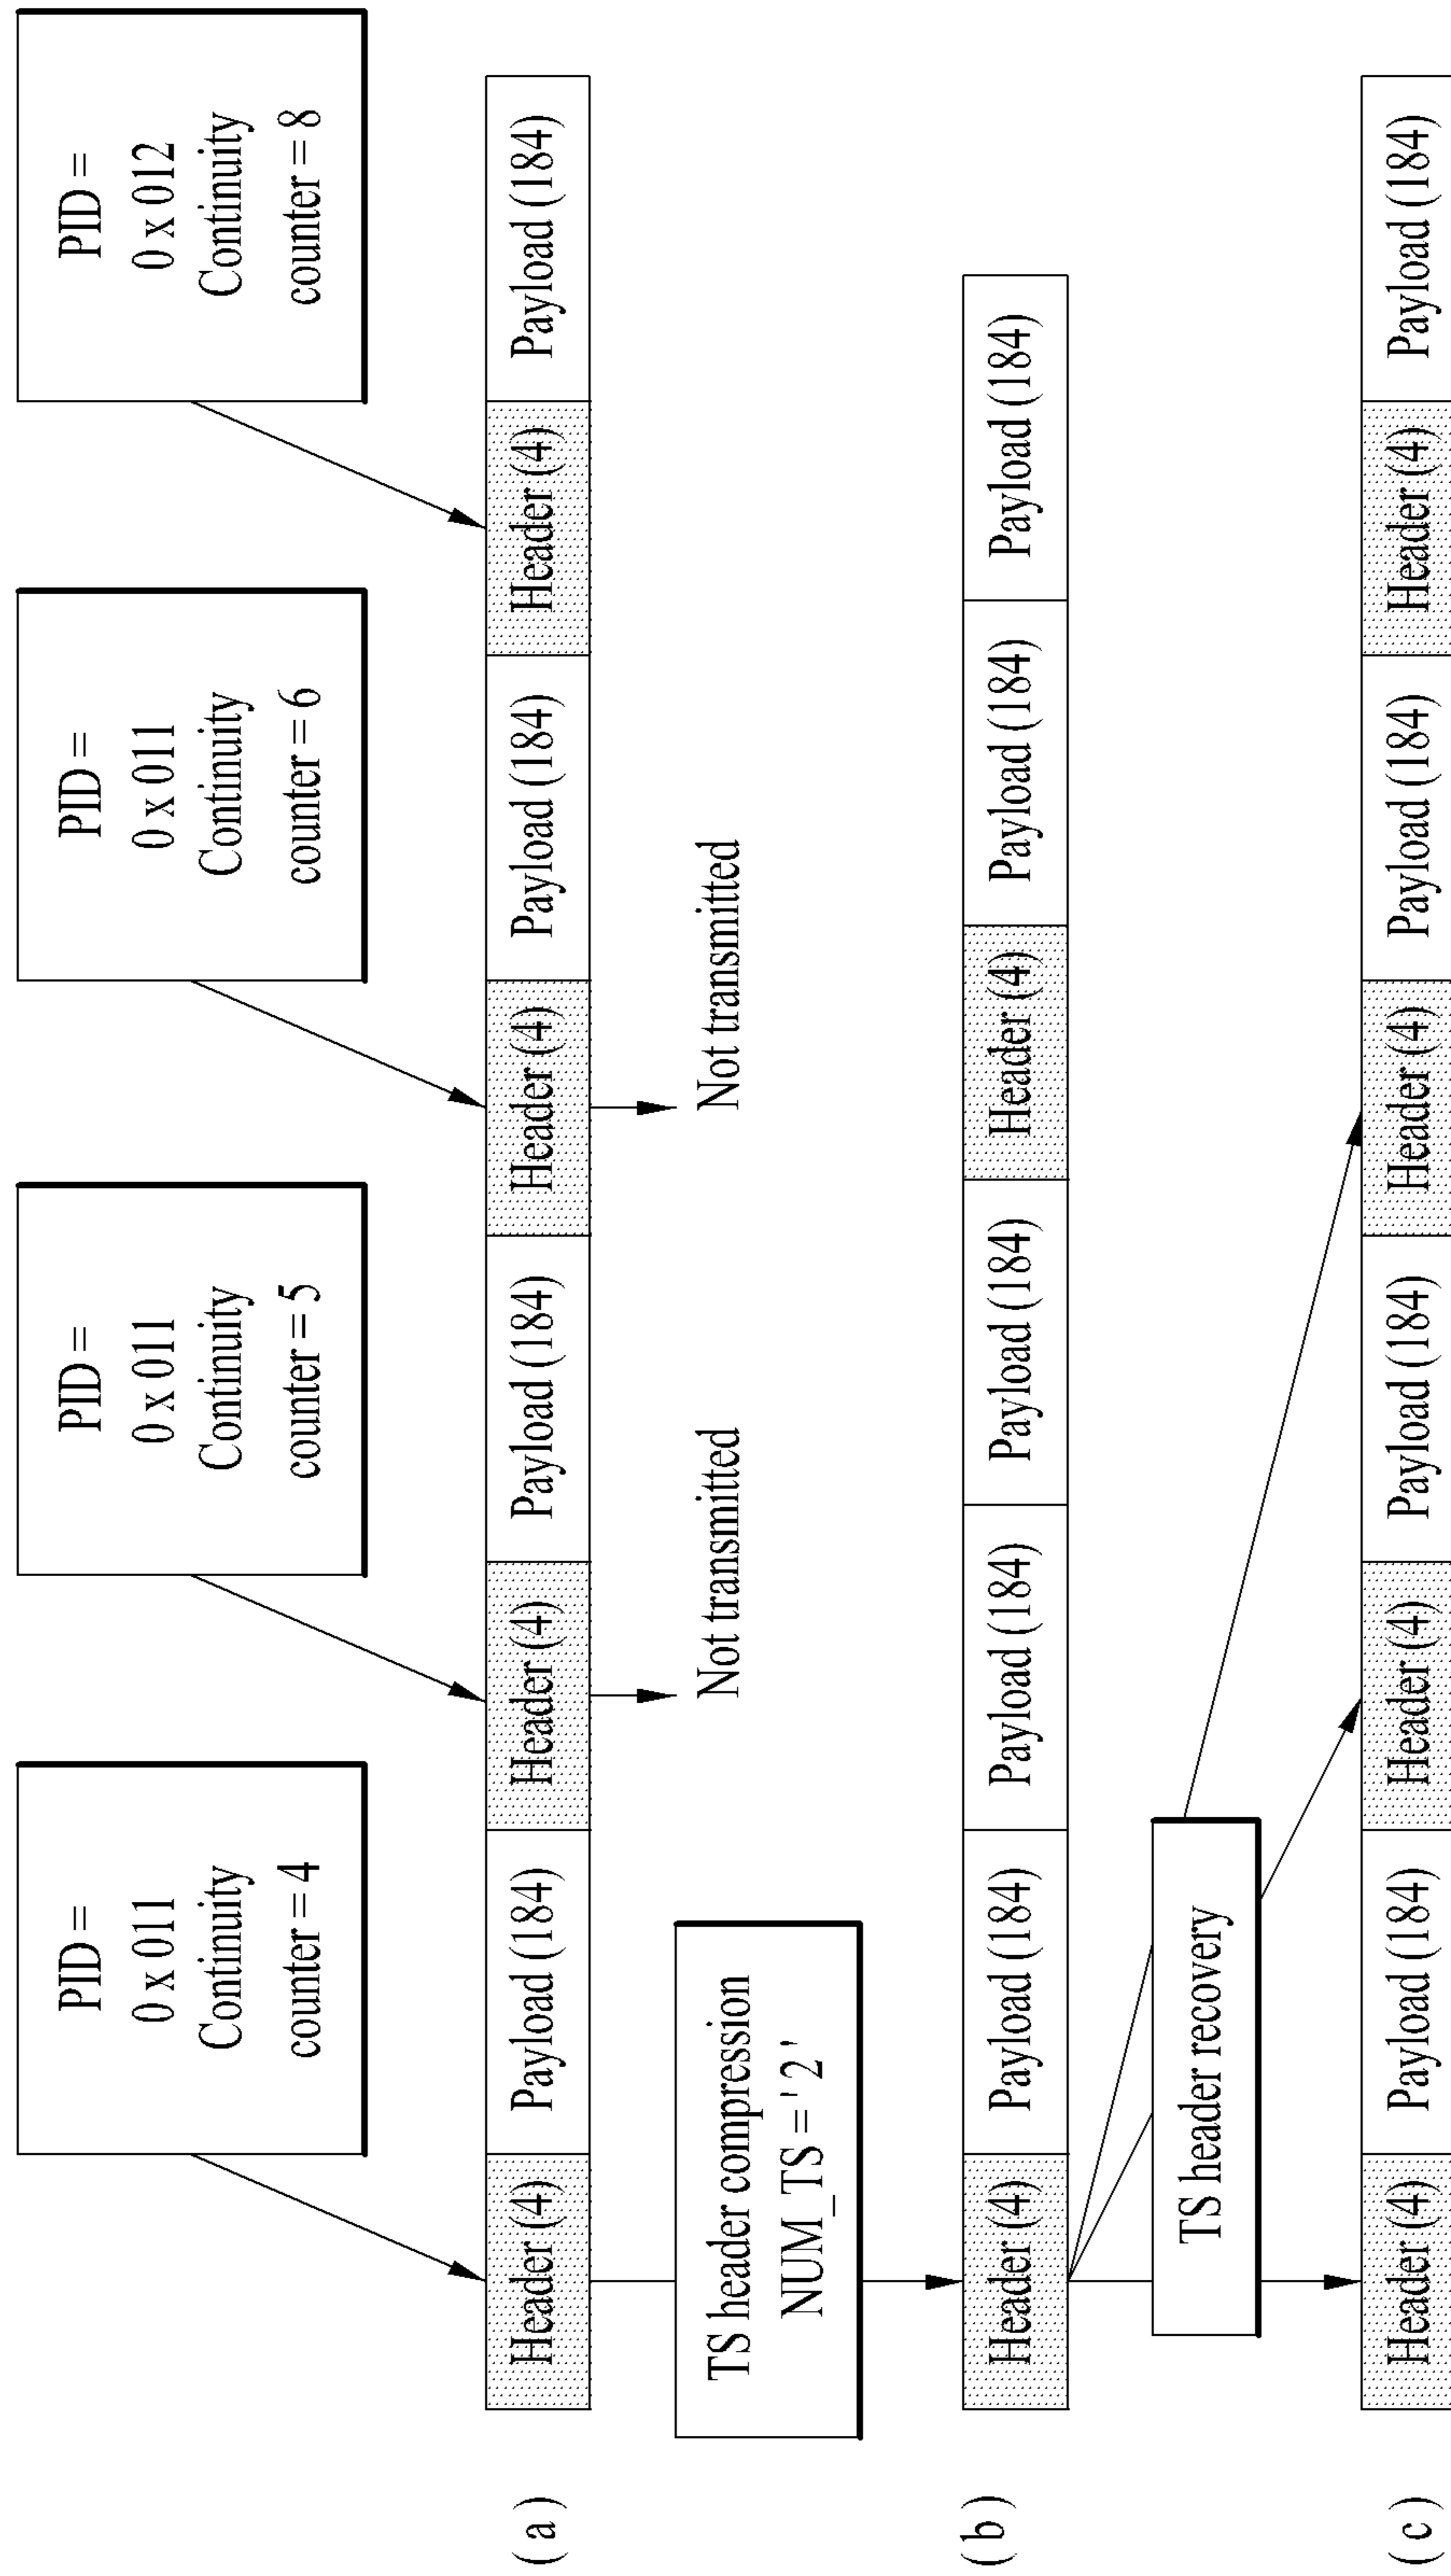 PID =
0 x 011
Continuity
counter = 4
PID =
0 x 011
Continuity
counter = 5
PID =
0 x 011
Continuity
counter = 6
PID =
0 x 012
Continuity
counter = 8
( a )
Header (4)
Payload (184)
Header (4)
Payload (184)
Header (4)
Payload (184)
Header (4)
Payload (184)
TS header compression
NUM_TS = ' 2 '
Not transmitted
Not transmitted
( b )
Header (4)
Payload (184)
Payload (184)
Payload (184)
Header (4)
Payload (184)
Payload (184)
TS header recovery
( c )
Header (4)
Payload (184)
Header (4)
Payload (184)
Header (4)
Payload (184)
Header (4)
Payload (184)